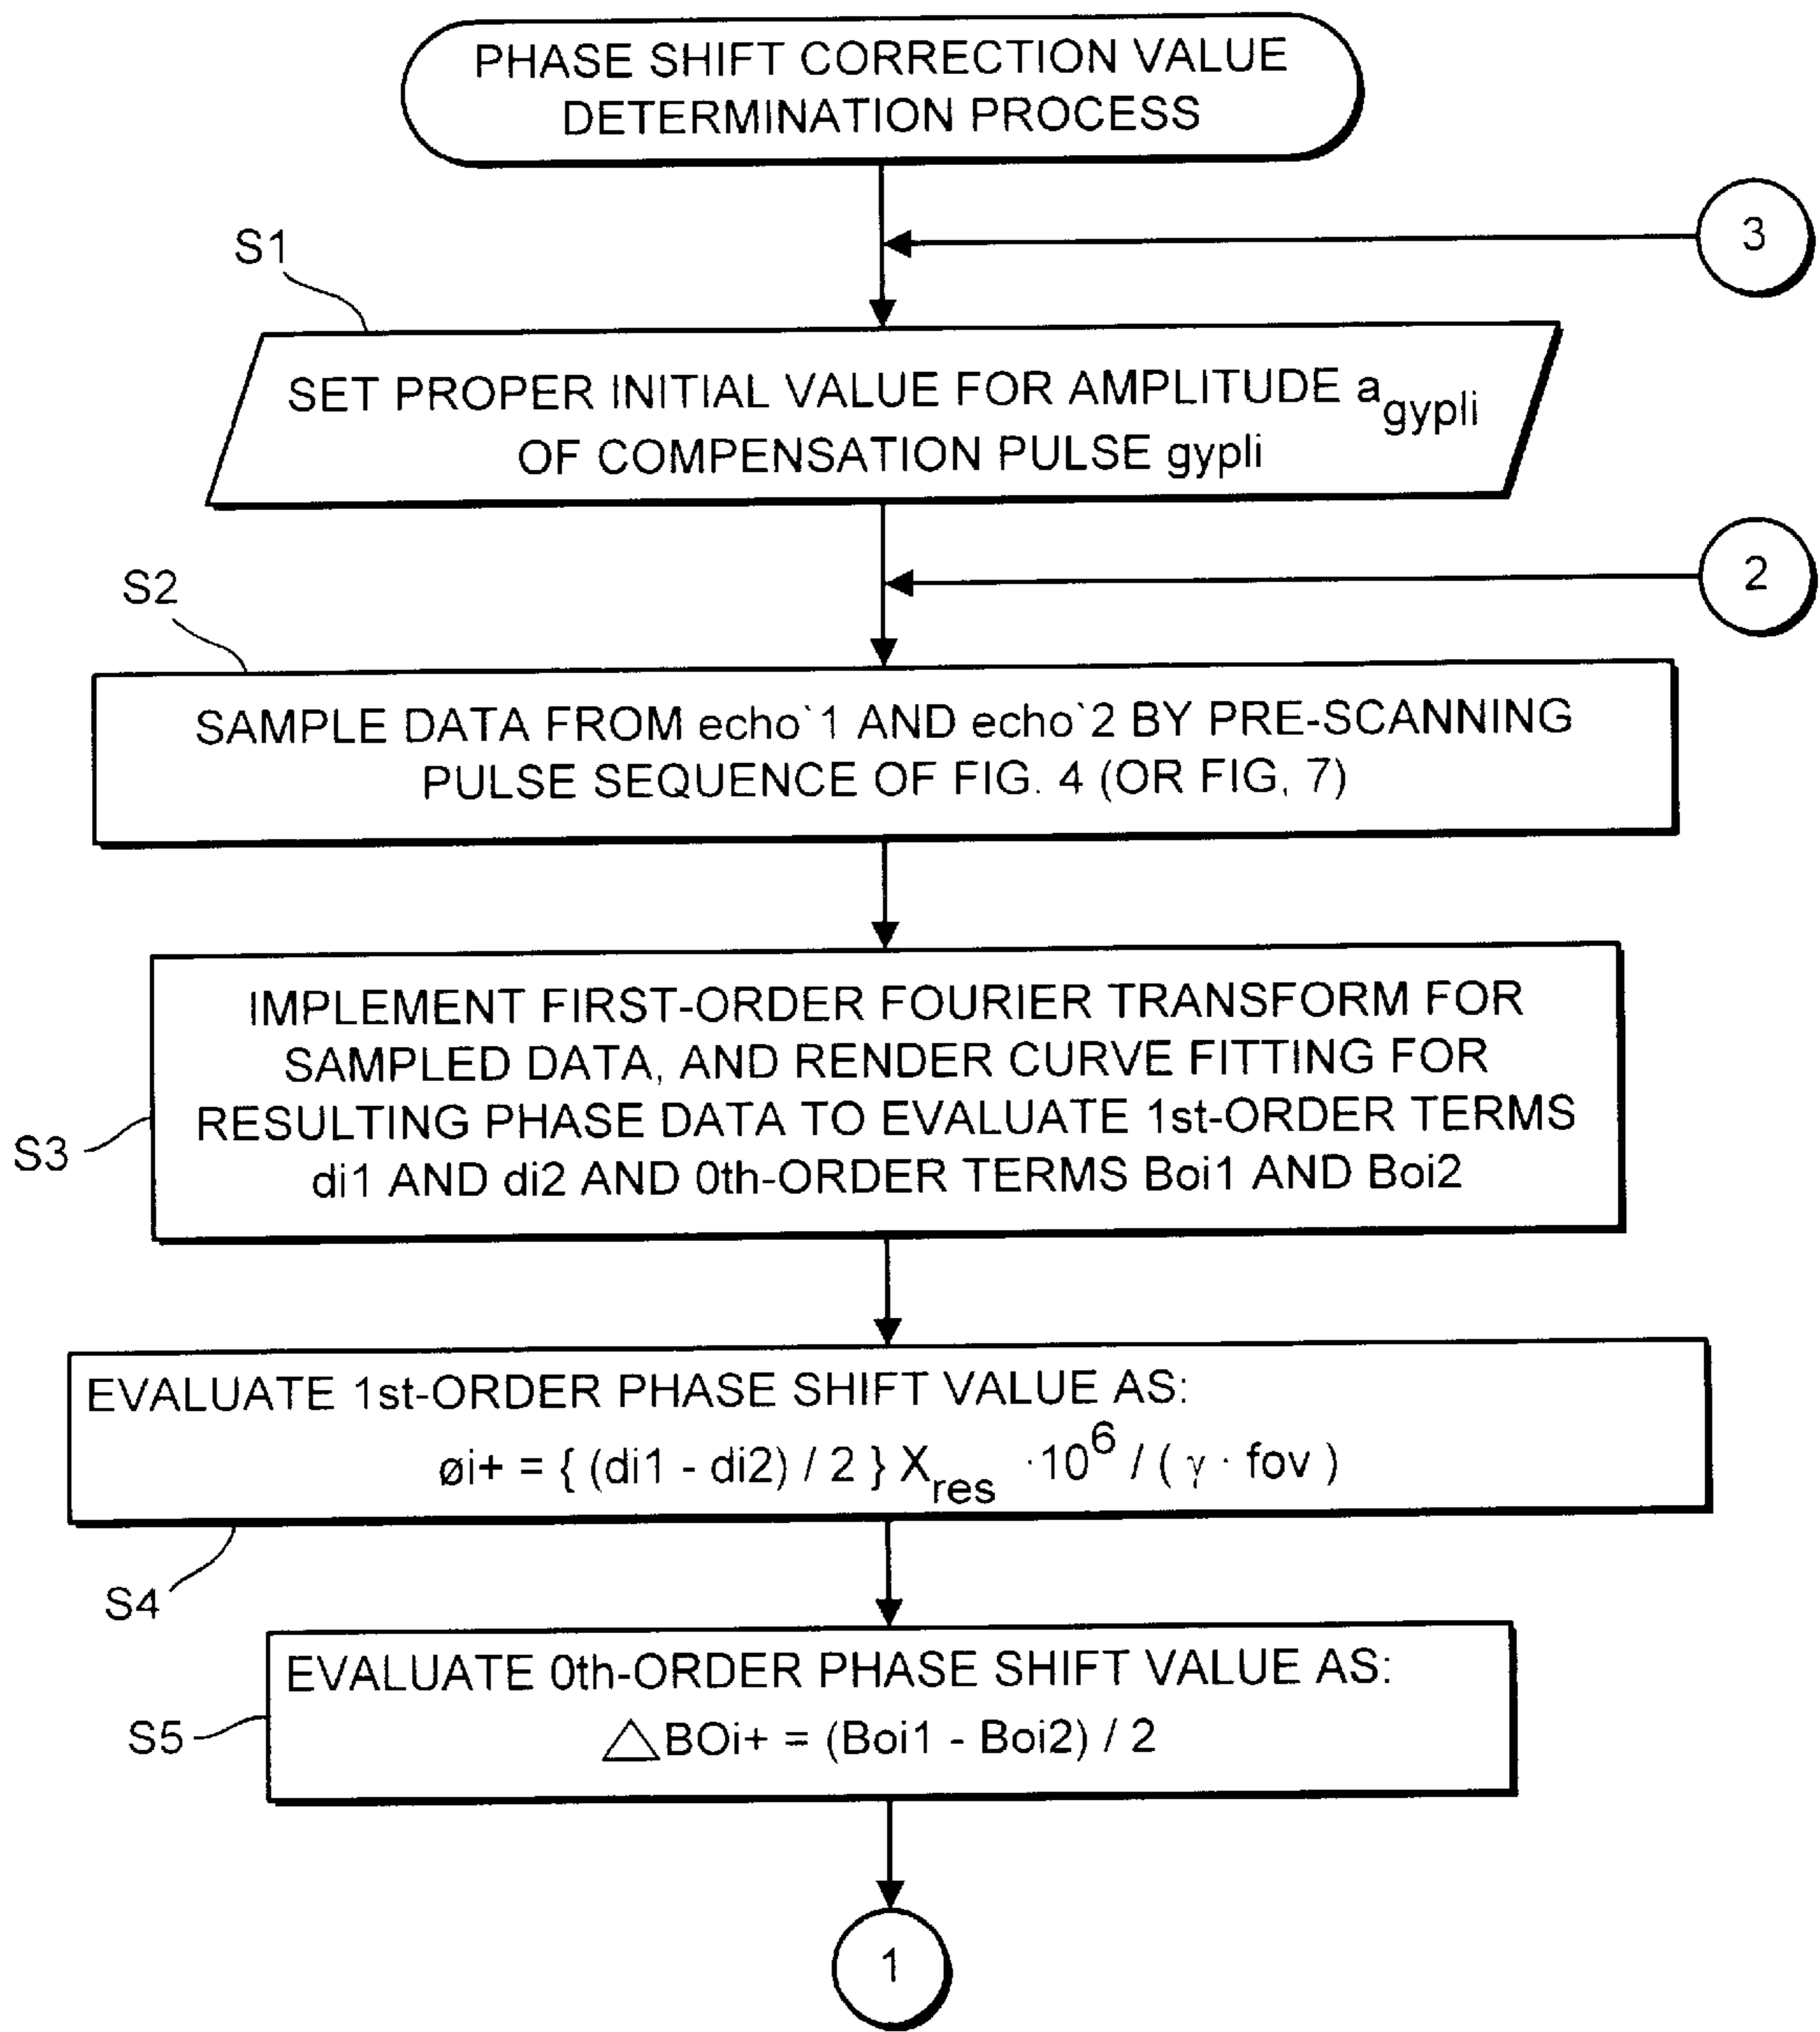 PHASE SHIFT CORRECTION VALUE
DETERMINATION PROCESS
3
S1
SET PROPER INITIAL VALUE FOR AMPLITUDE a_gypli
OF COMPENSATION PULSE gypli
2
S2
SAMPLE DATA FROM echo`1 AND echo`2 BY PRE-SCANNING
PULSE SEQUENCE OF FIG. 4 (OR FIG, 7)
S3
IMPLEMENT FIRST-ORDER FOURIER TRANSFORM FOR
SAMPLED DATA, AND RENDER CURVE FITTING FOR
RESULTING PHASE DATA TO EVALUATE 1st-ORDER TERMS
di1 AND di2 AND 0th-ORDER TERMS Boi1 AND Boi2
EVALUATE 1st-ORDER PHASE SHIFT VALUE AS:
øi+ = { (di1 - di2) / 2 } X_res ·10^6 / ( γ · fov )
S4
EVALUATE 0th-ORDER PHASE SHIFT VALUE AS:
S5
△BOi+ = (Boi1 - Boi2) / 2
1